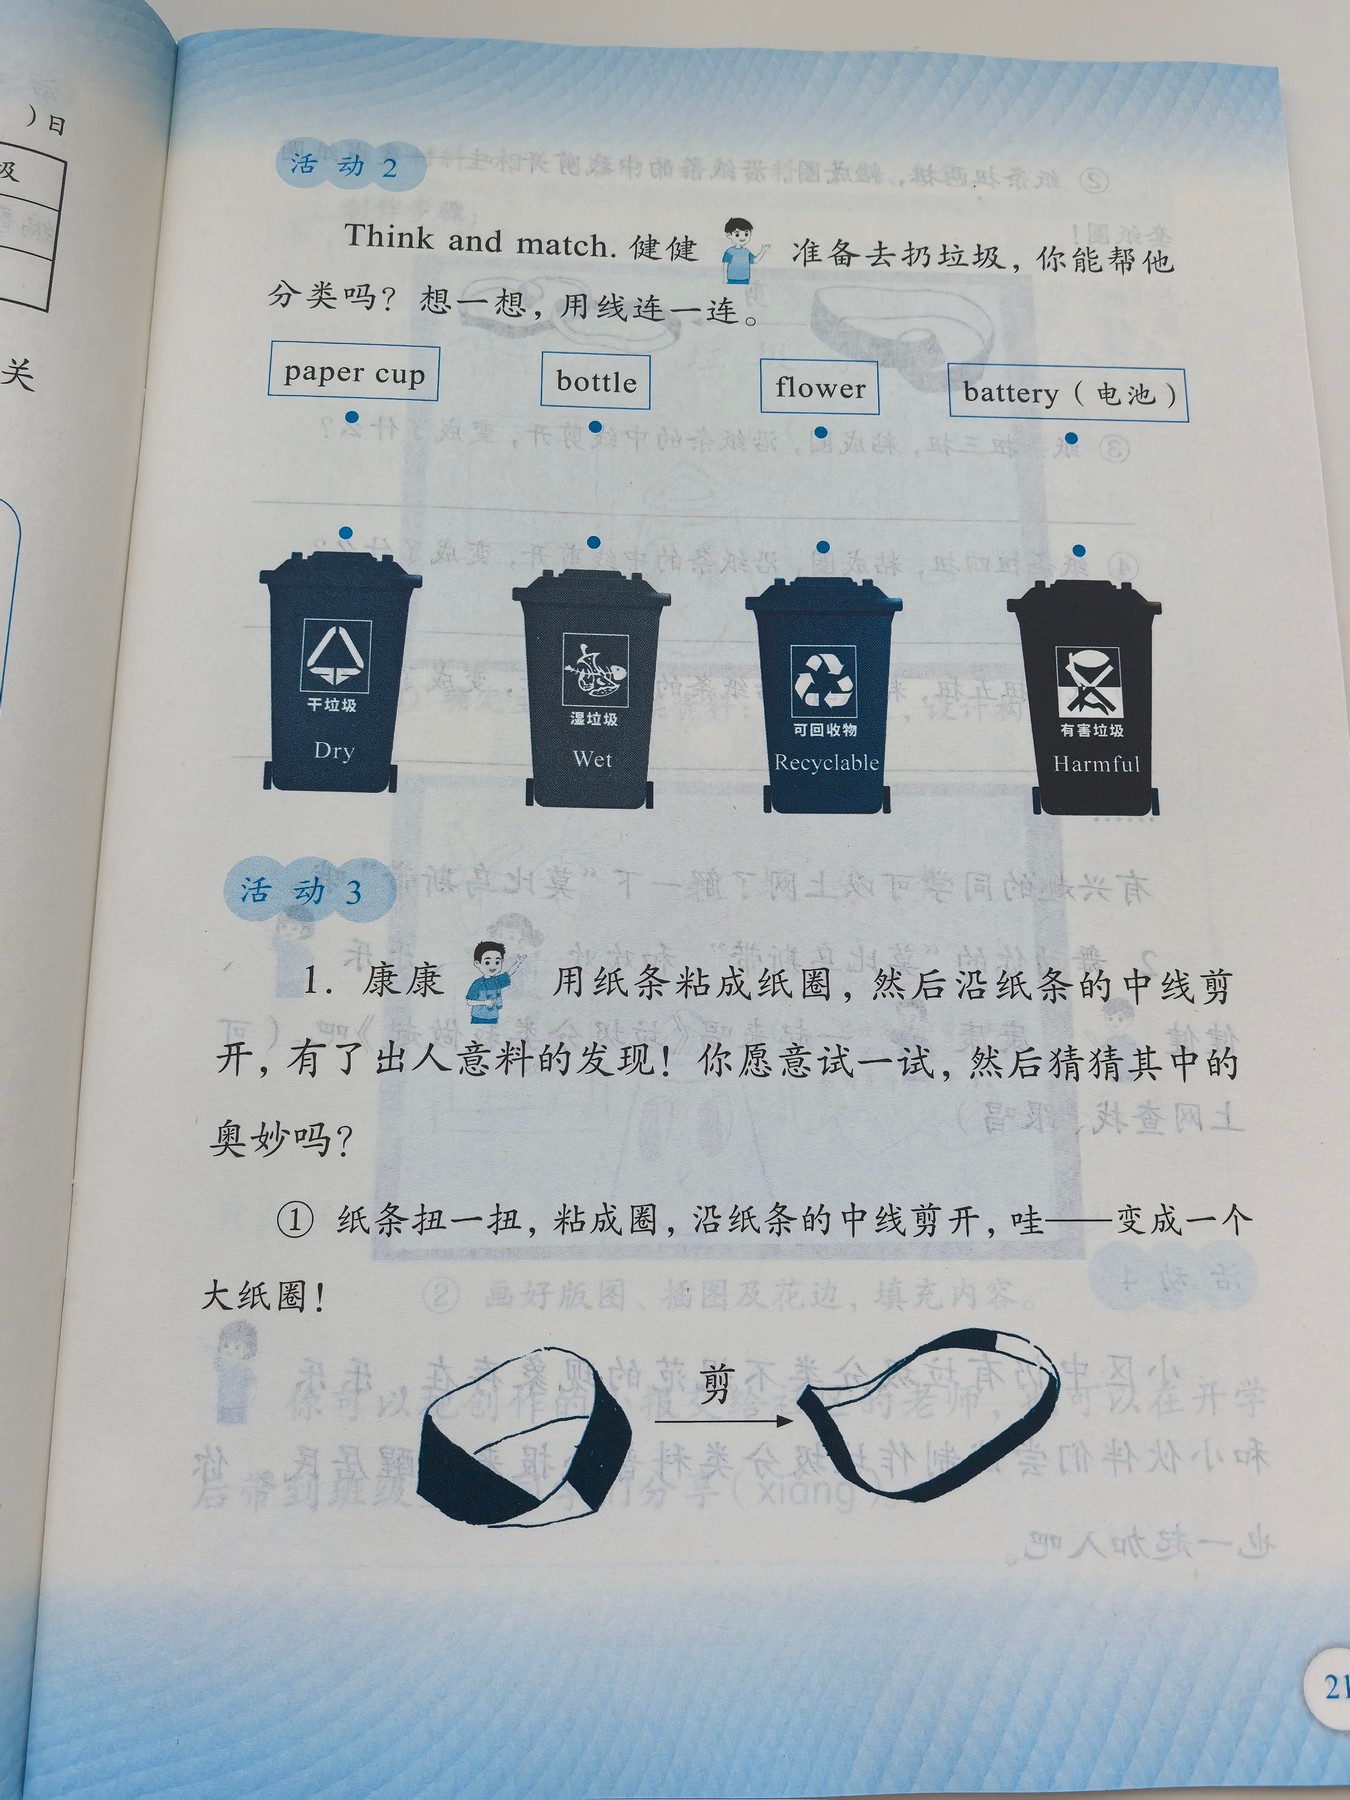 )日
圾
关
活动2
Think and match. 健健 准备去扔垃圾，你能帮他
分类吗？想一想，用线连一连。
paper cup bottle flower battery（电池）
干垃圾 湿垃圾 可回收物 有害垃圾
Dry Wet Recyclable Harmful
活动3
1. 康康 用纸条粘成纸圈，然后沿纸条的中线剪
开，有了出人意料的发现！你愿意试一试，然后猜猜其中的
奥妙吗？
① 纸条扭一扭，粘成圈，沿纸条的中线剪开，哇——变成一个
大纸圈！
剪
21